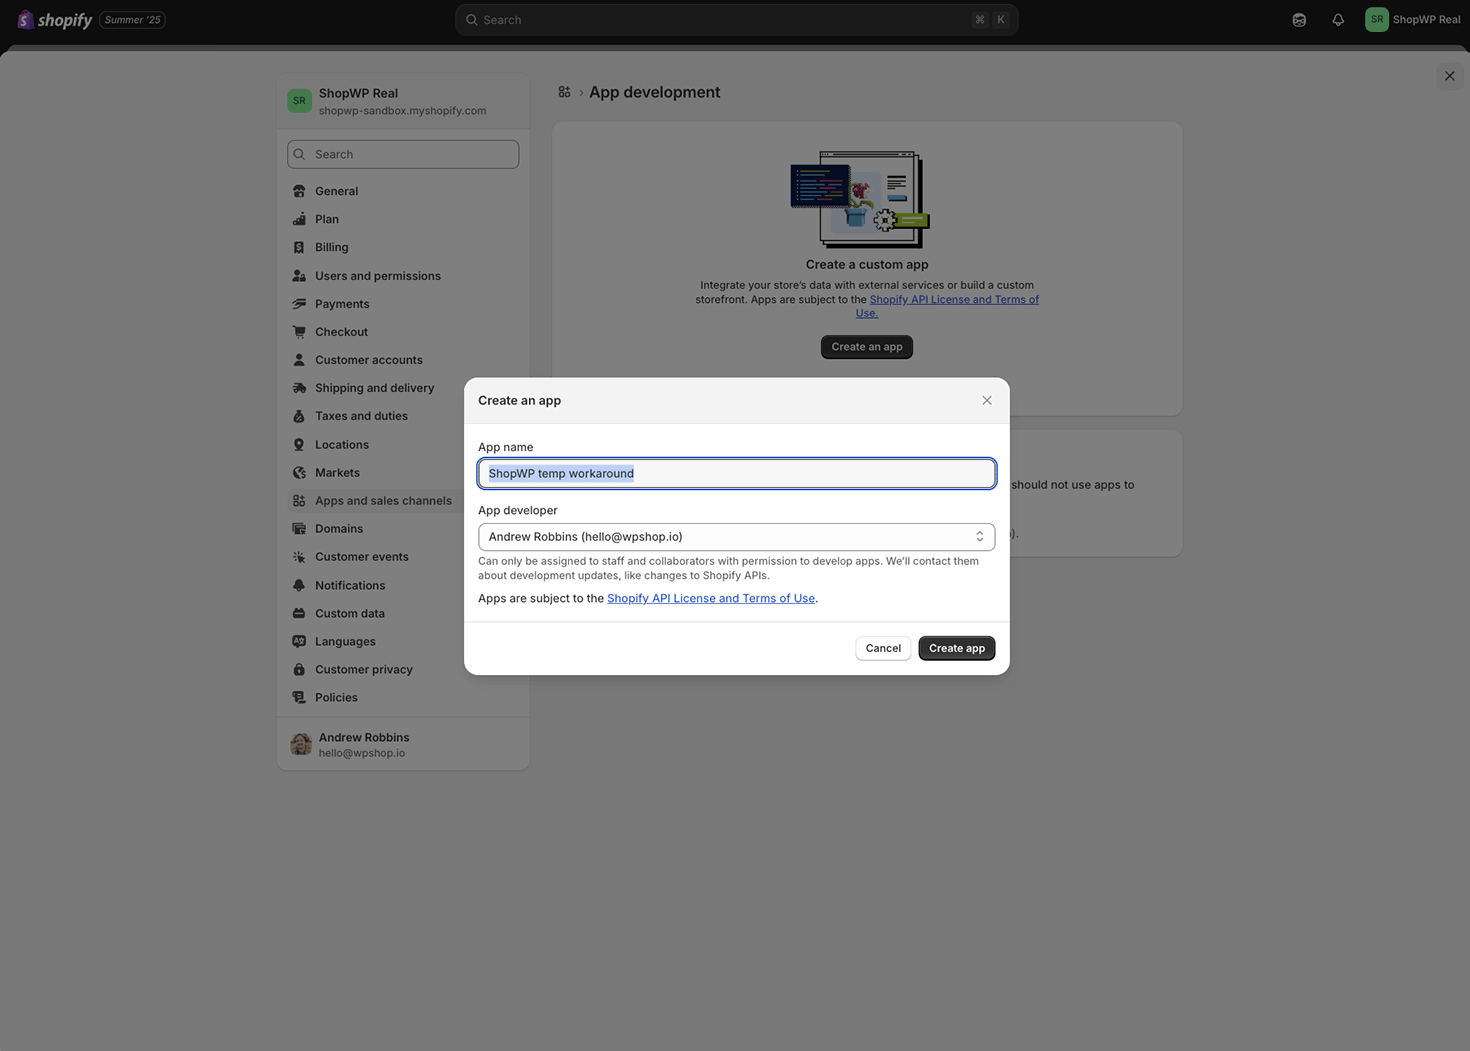 shopify
Summer '25
Search
⌘ K
SR
ShopWP Real
SR
ShopWP Real
shopwp-sandbox.myshopify.com
Search
General
Plan
Billing
Users and permissions
Payments
Checkout
Customer accounts
Shipping and delivery
Taxes and duties
Locations
Markets
Apps and sales channels
Domains
Customer events
Notifications
Custom data
Languages
Customer privacy
Policies
Andrew Robbins
hello@wpshop.io
› App development
Create a custom app
Integrate your store’s data with external services or build a custom
storefront. Apps are subject to the Shopify API License and Terms of
Use.
Create an app
should not use apps to
).
Create an app
App name
ShopWP temp workaround
App developer
Andrew Robbins (hello@wpshop.io)
Can only be assigned to staff and collaborators with permission to develop apps. We’ll contact them
about development updates, like changes to Shopify APIs.
Apps are subject to the Shopify API License and Terms of Use.
Cancel
Create app